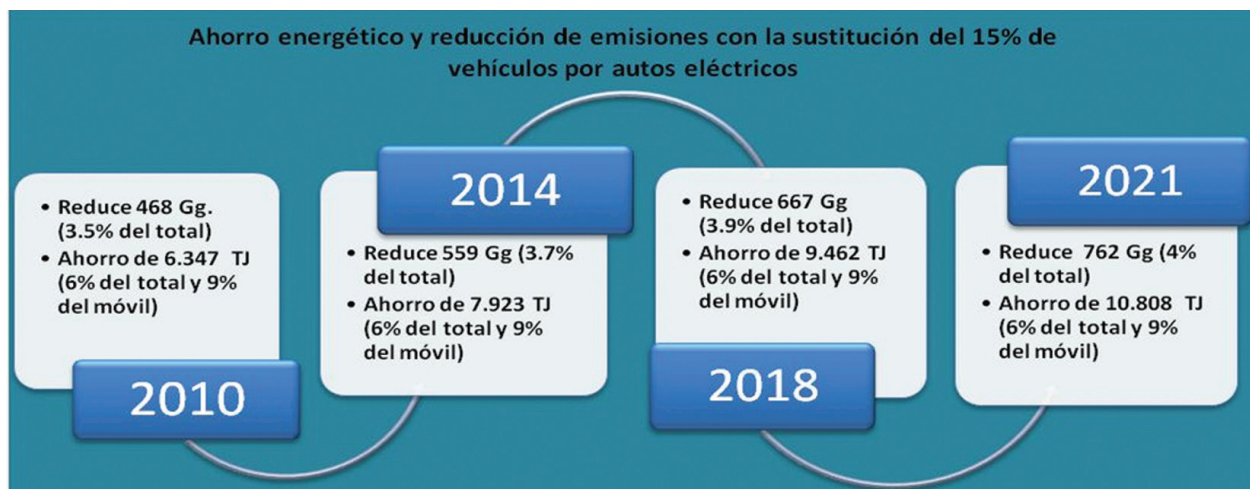 Ahorro energético y reducción de emisiones con la sustitución del 15% de
vehículos por autos eléctricos
• Reduce 468 Gg.
(3.5% del total)
• Ahorro de 6.347 TJ
(6% del total y 9%
del móvil)
2010
2014
• Reduce 559 Gg (3.7%
del total)
• Ahorro de 7.923 TJ
(6% del total y 9%
del móvil)
• Reduce 667 Gg
(3.9% del total)
• Ahorro de 9.462 TJ
(6% del total y 9%
del móvil)
2018
2021
• Reduce 762 Gg (4%
del total)
• Ahorro de 10.808 TJ
(6% del total y 9%
del móvil)